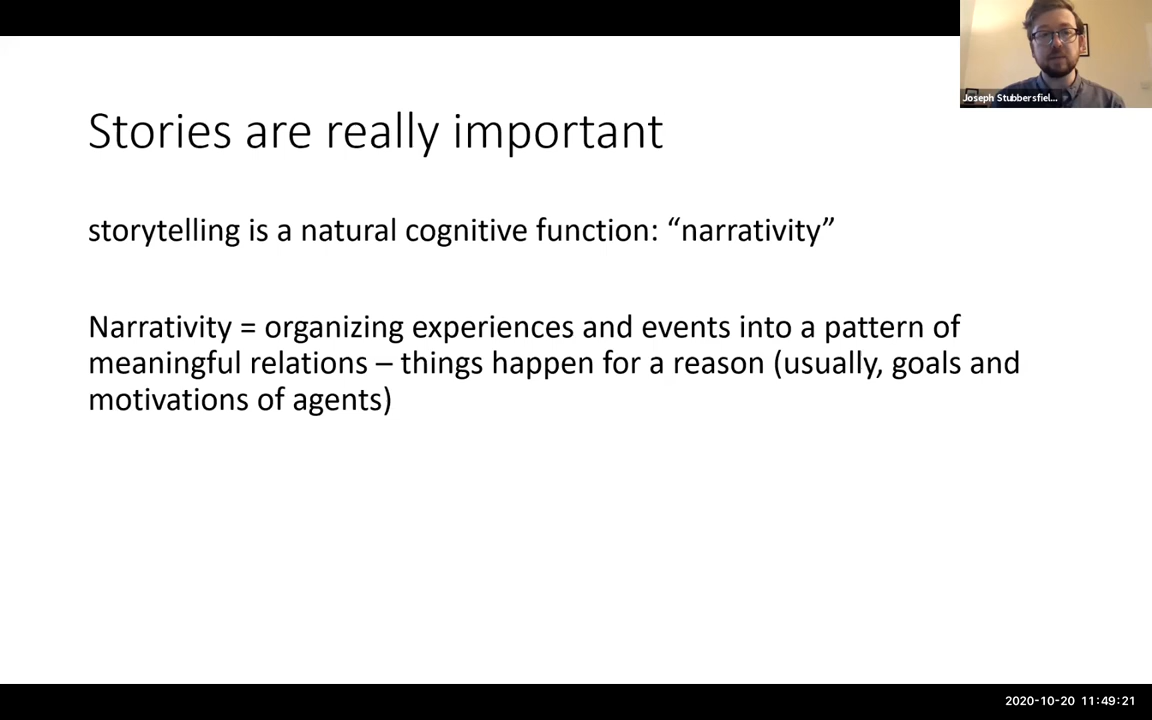 Joseph Stubbersfiel...
Stories are really important
storytelling is a natural cognitive function: “narrativity”
Narrativity = organizing experiences and events into a pattern of
meaningful relations – things happen for a reason (usually, goals and
motivations of agents)
2020-10-20 11:49:21